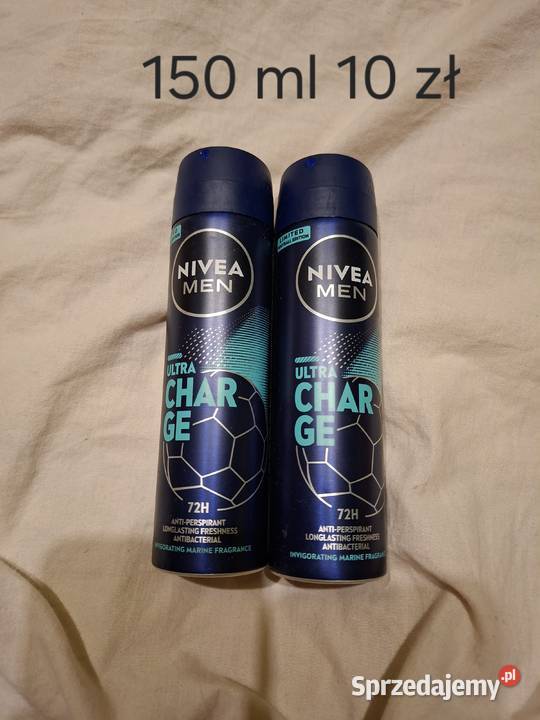 150 ml 10 zł
NIVEA
MEN
ULTRA
CHAR
GE
72H
ANTI-PERSPIRANT
LONGLASTING FRESHNESS
ANTIBACTERIAL
INVIGORATING MARINE FRAGRANCE
LIMITED
EDITION
NIVEA
MEN
ULTRA
CHAR
GE
72H
ANTI-PERSPIRANT
LONGLASTING FRESHNESS
ANTIBACTERIAL
INVIGORATING MARINE FRAGRANCE
Sprzedajemy.pl